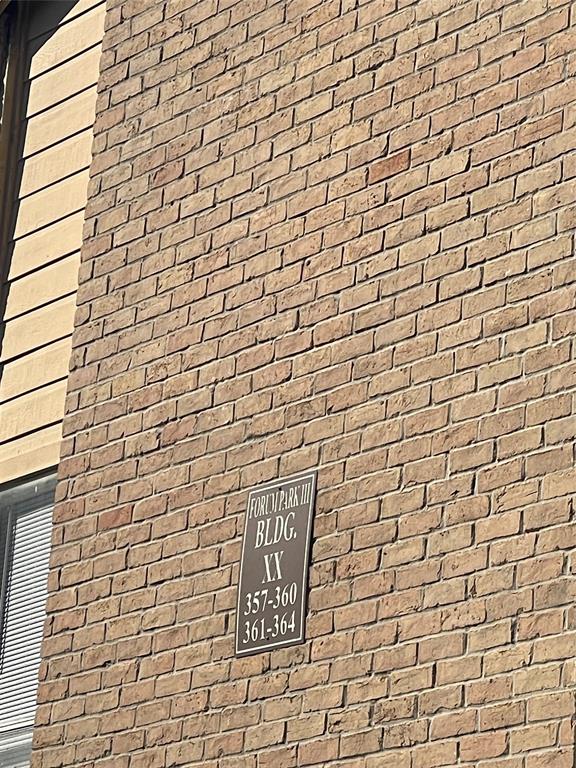 FORUM PARK III
BLDG.
XX
357-360
361-364